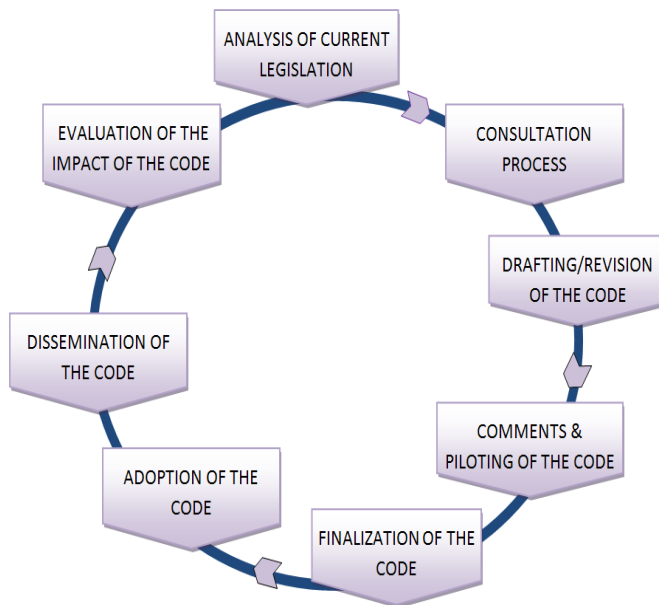 ANALYSIS OF CURRENT
LEGISLATION
CONSULTATION
PROCESS
DRAFTING/REVISION
OF THE CODE
COMMENTS &
PILOTING OF THE CODE
FINALIZATION OF THE
CODE
ADOPTION OF THE
CODE
DISSEMINATION OF
THE CODE
EVALUATION OF THE
IMPACT OF THE CODE